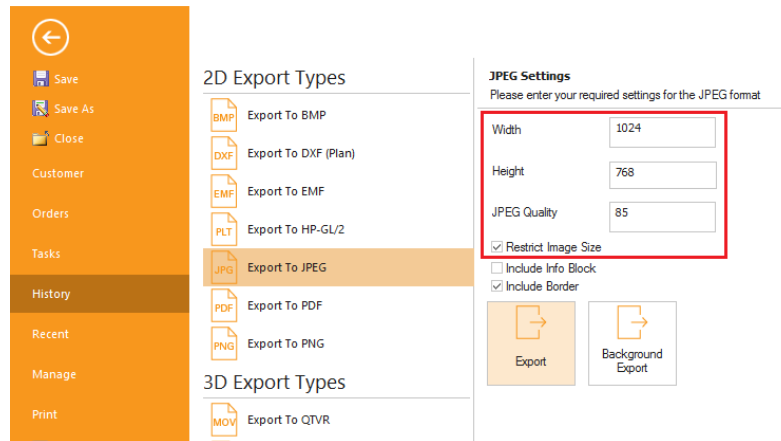 Save
Save As
Close
Customer
Orders
Tasks
History
Recent
Manage
Print
2D Export Types
BMP Export To BMP
DXF Export To DXF (Plan)
EMF Export To EMF
PLT Export To HP-GL/2
JPG Export To JPEG
PDF Export To PDF
PNG Export To PNG
3D Export Types
MOV Export To QTVR
JPEG Settings
Please enter your required settings for the JPEG format
Width 1024
Height 768
JPEG Quality 85
Restrict Image Size
Include Info Block
Include Border
Export
Background
Export